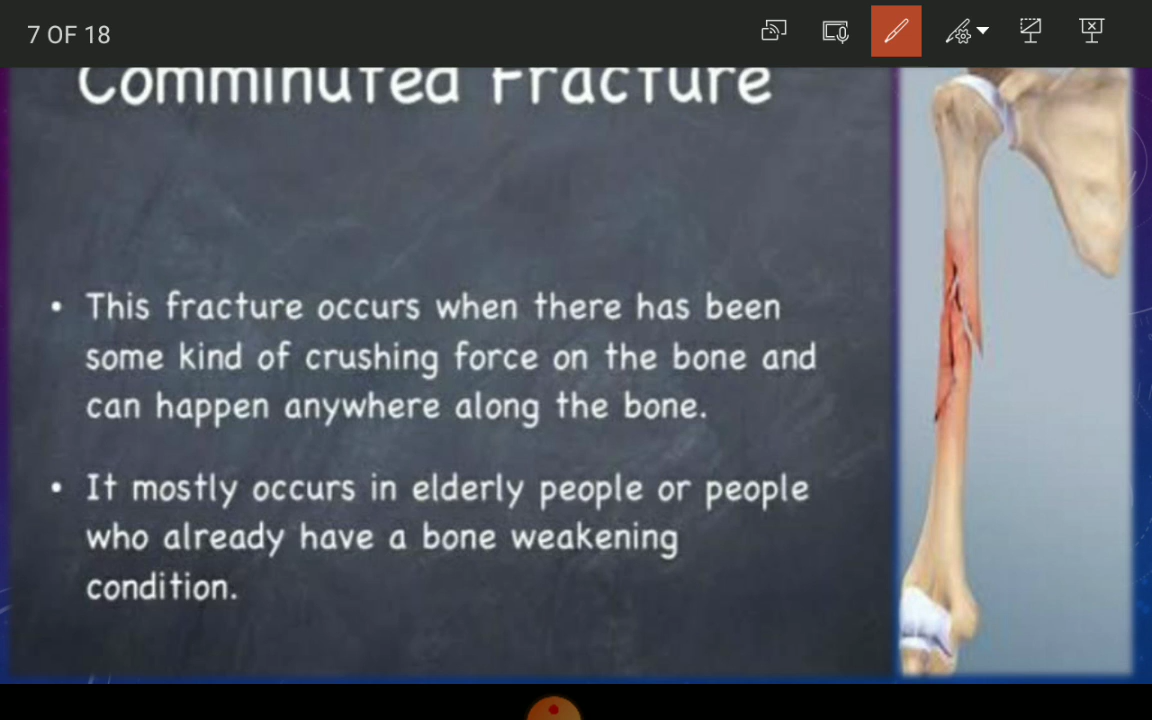 7 OF 18
Comminuted Fracture
• This fracture occurs when there has been
some kind of crushing force on the bone and
can happen anywhere along the bone.
• It mostly occurs in elderly people or people
who already have a bone weakening
condition.